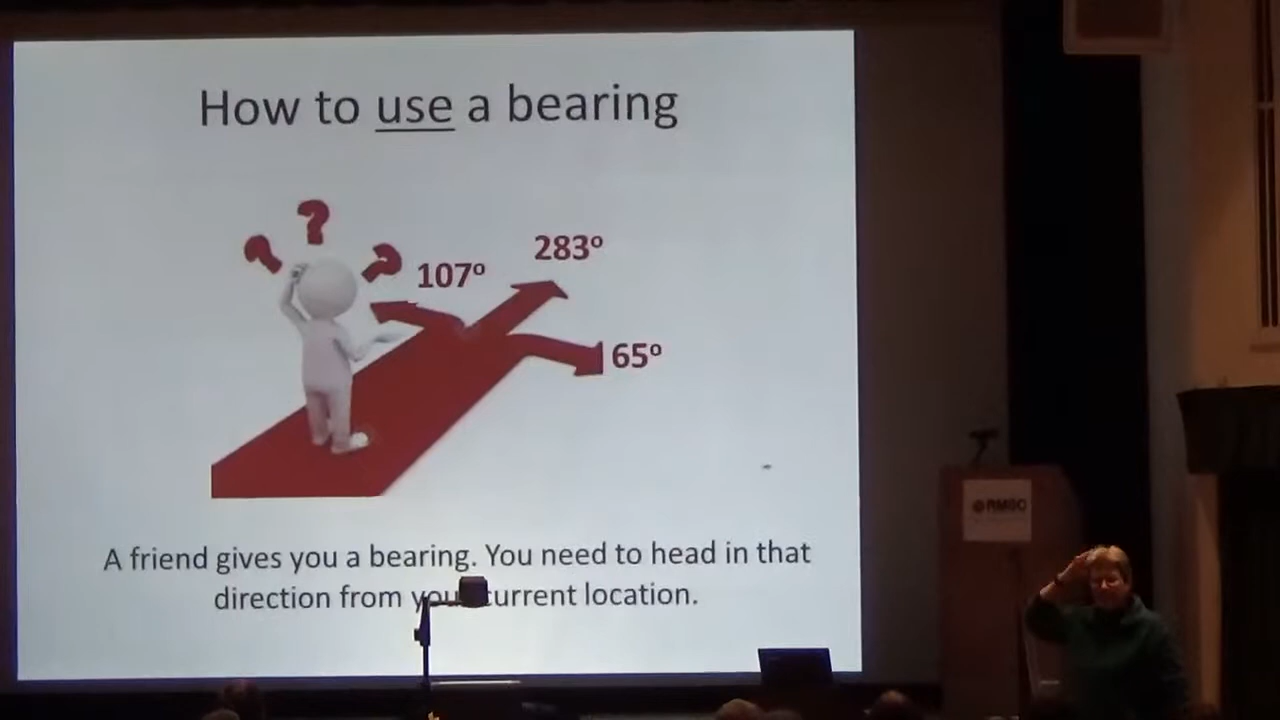 How to use a bearing
?
?
?
283º
107º
65º
A friend gives you a bearing. You need to head in that
direction from current location.